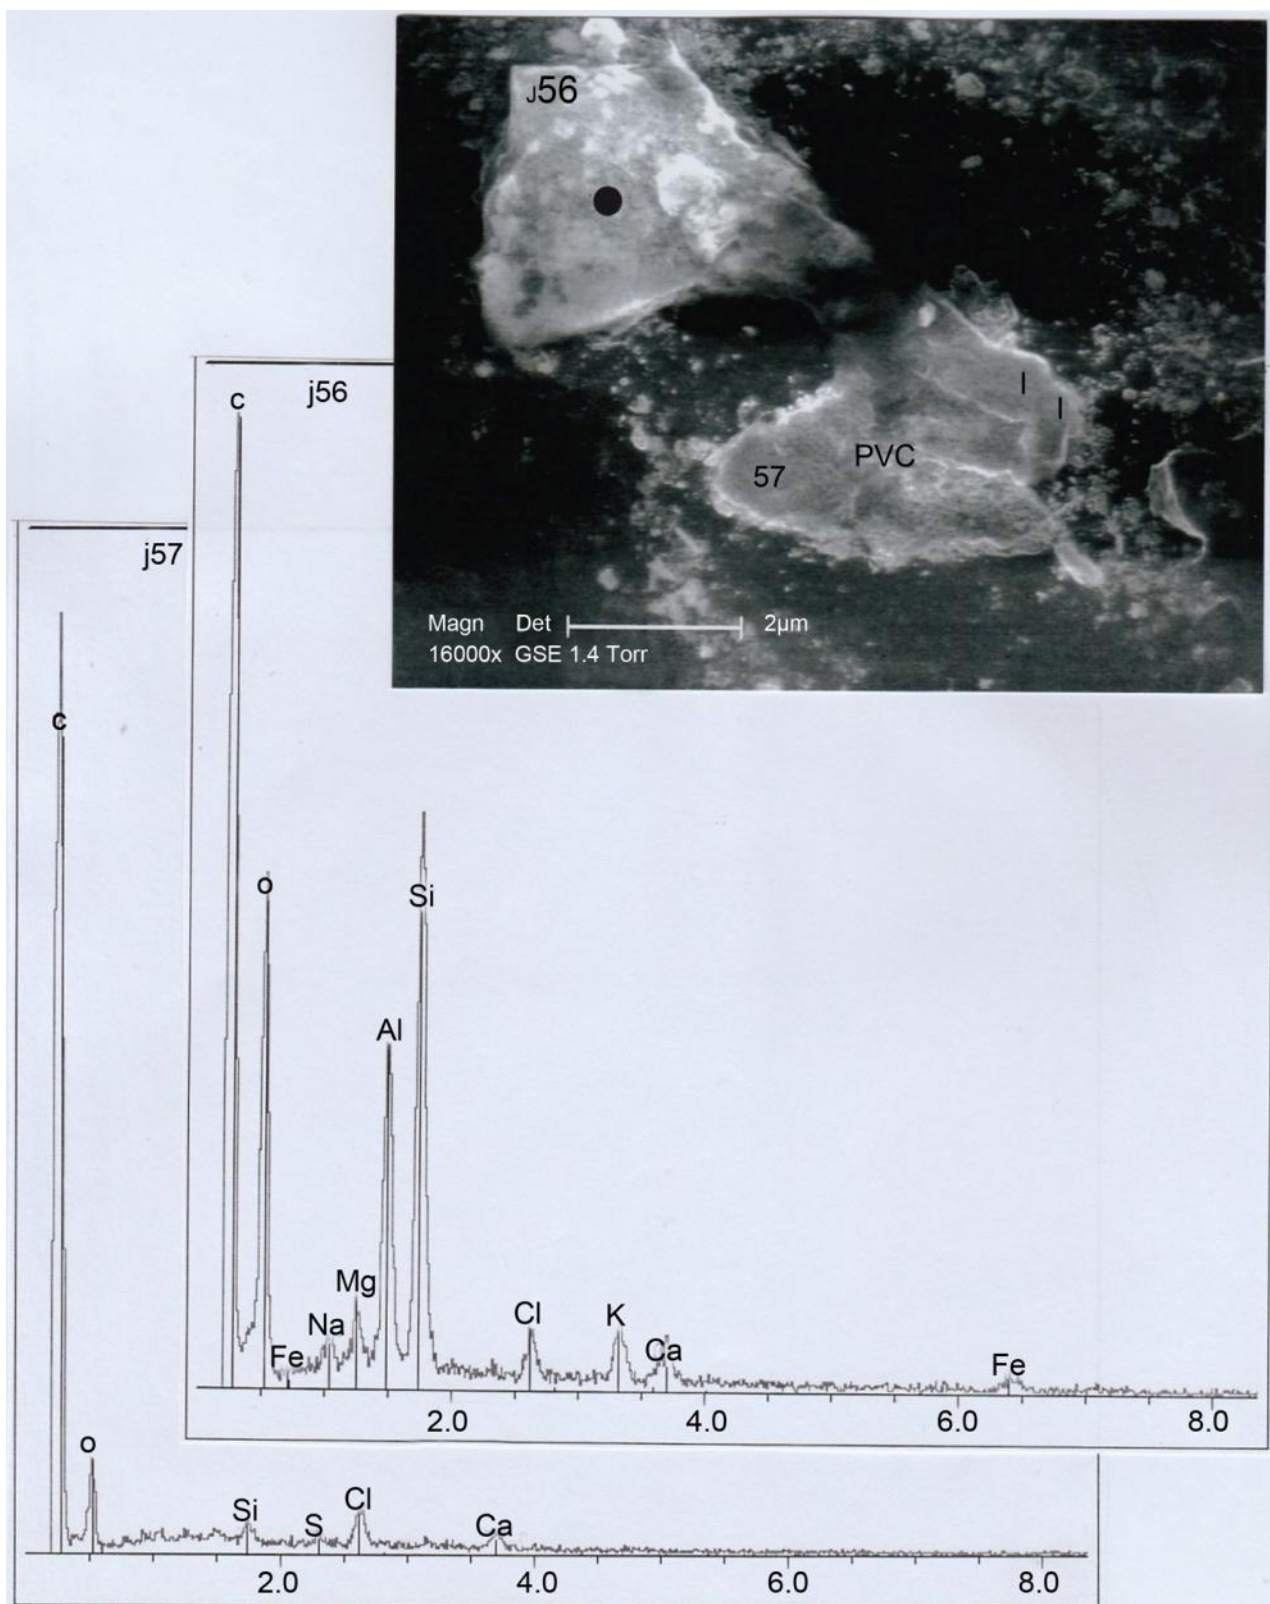 J56
57
PVC
I
I
Magn Det 2μm
16000x GSE 1.4 Torr
j56
c
o
Fe
Na
Mg
Al
Si
Cl
K
Ca
Fe
2.0 4.0 6.0 8.0
j57
c
o
Si
S
Cl
Ca
2.0 4.0 6.0 8.0